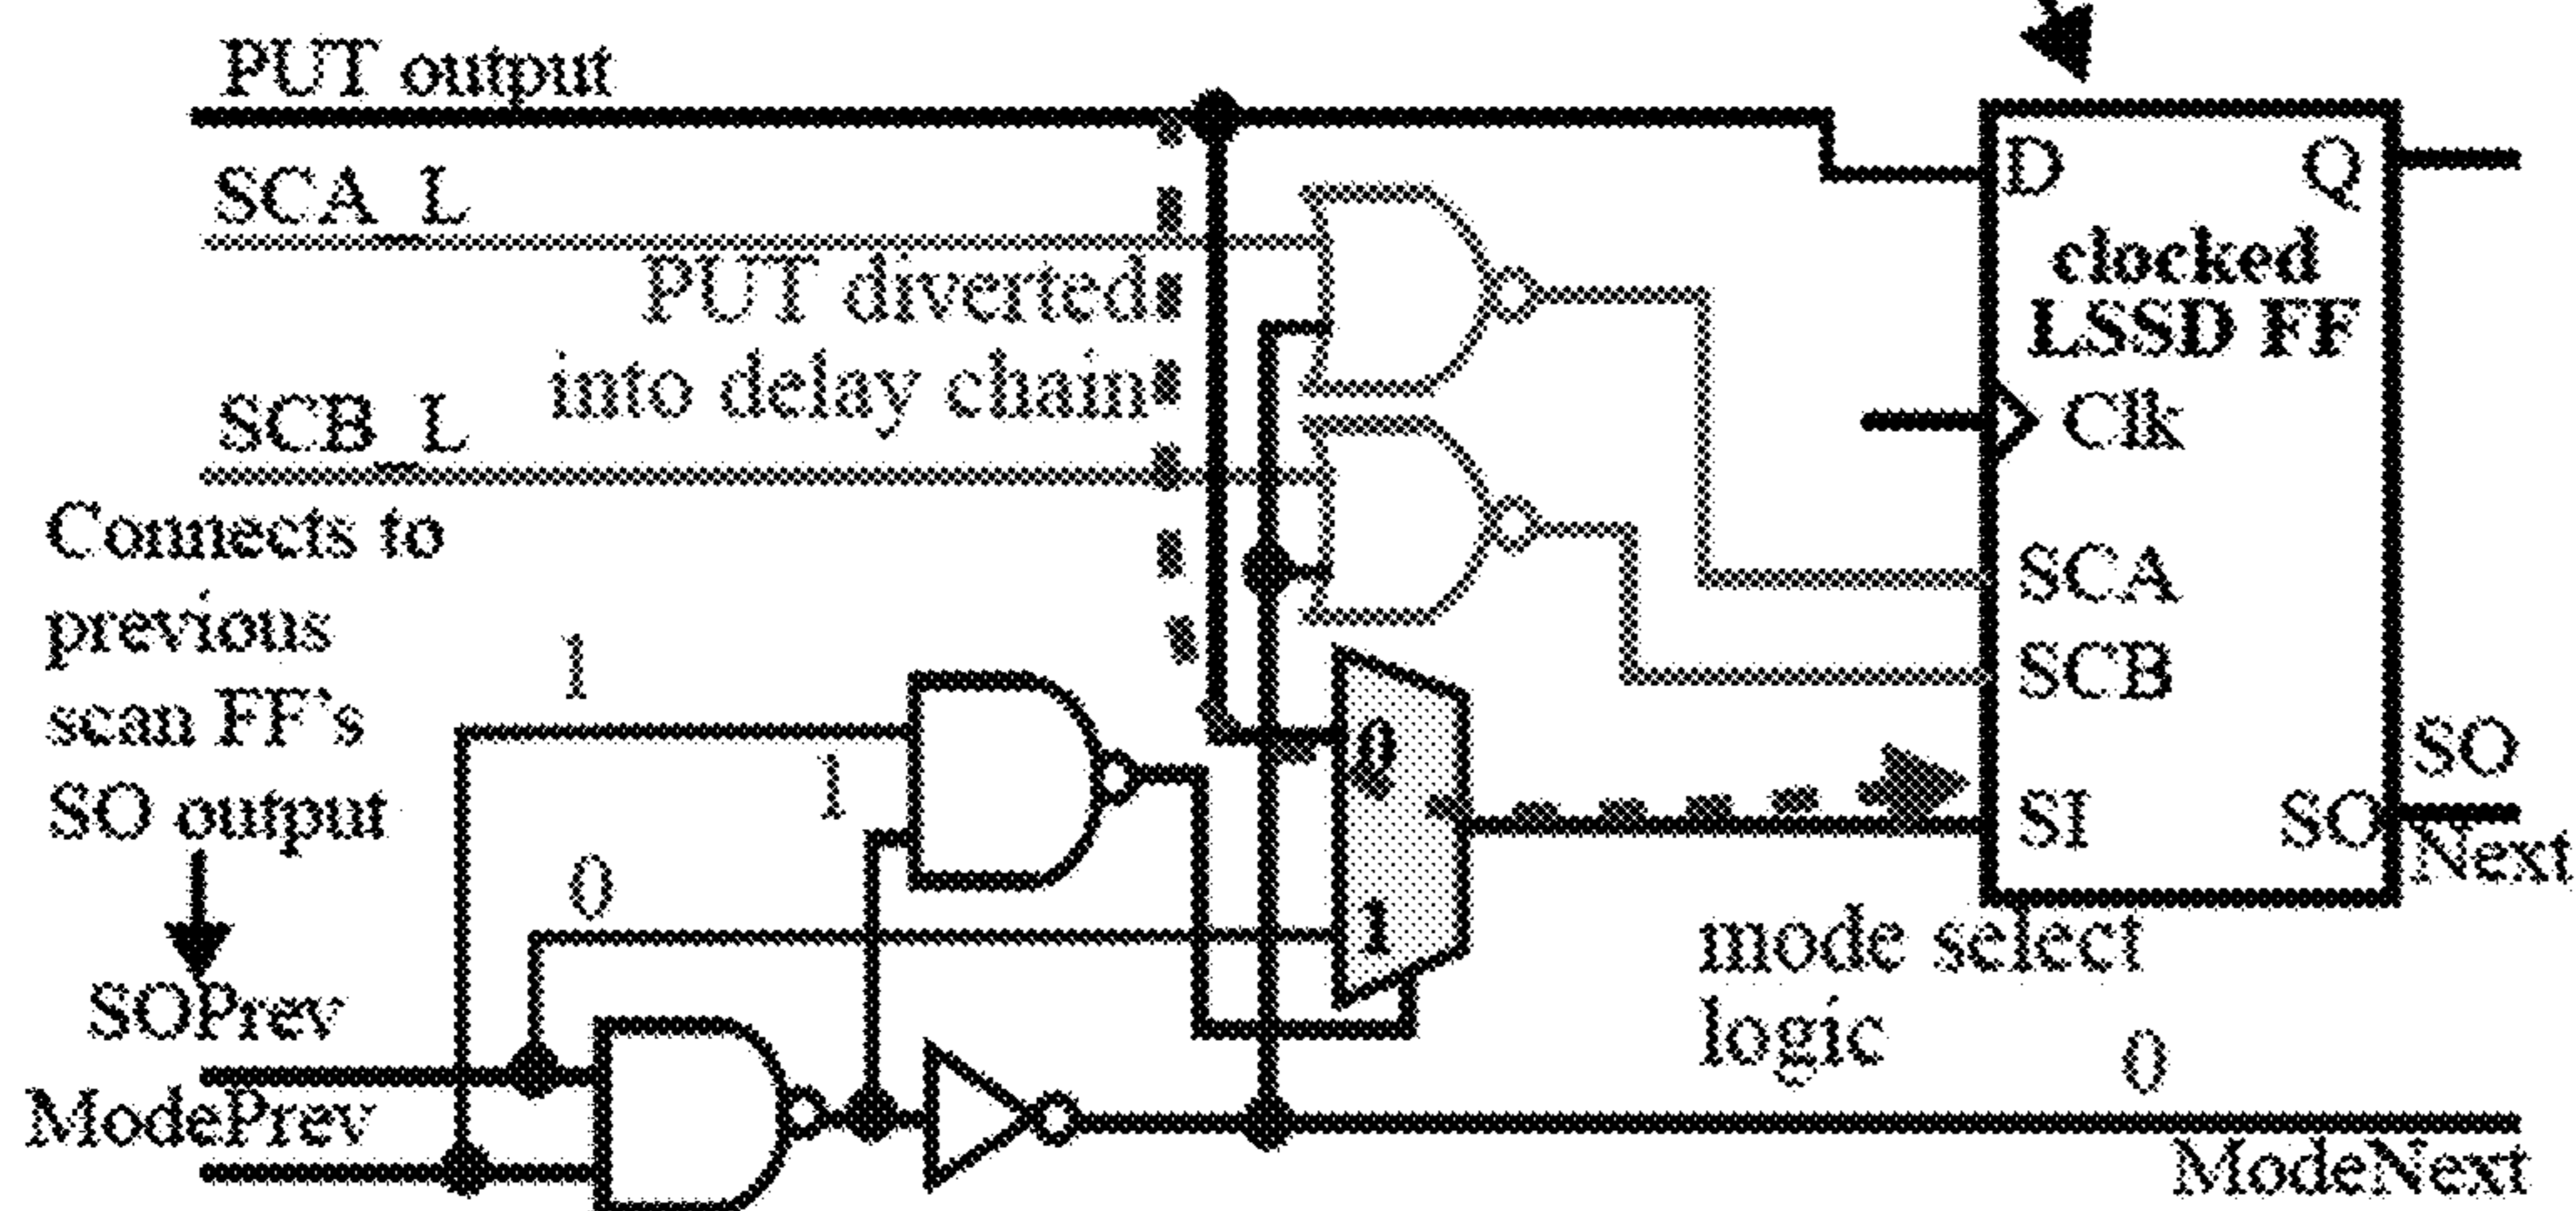 PUT output
SCA_L
PUT diverted
into delay chain
SCB_L
Connects to
previous
scan FF's
SO output
SOPrev
ModePrev
1
1
0
0
1
D
Q
clocked
LSSD FF
Clk
SCA
SCB
SI
SO
SO
Next
mode select
logic
0
ModeNext